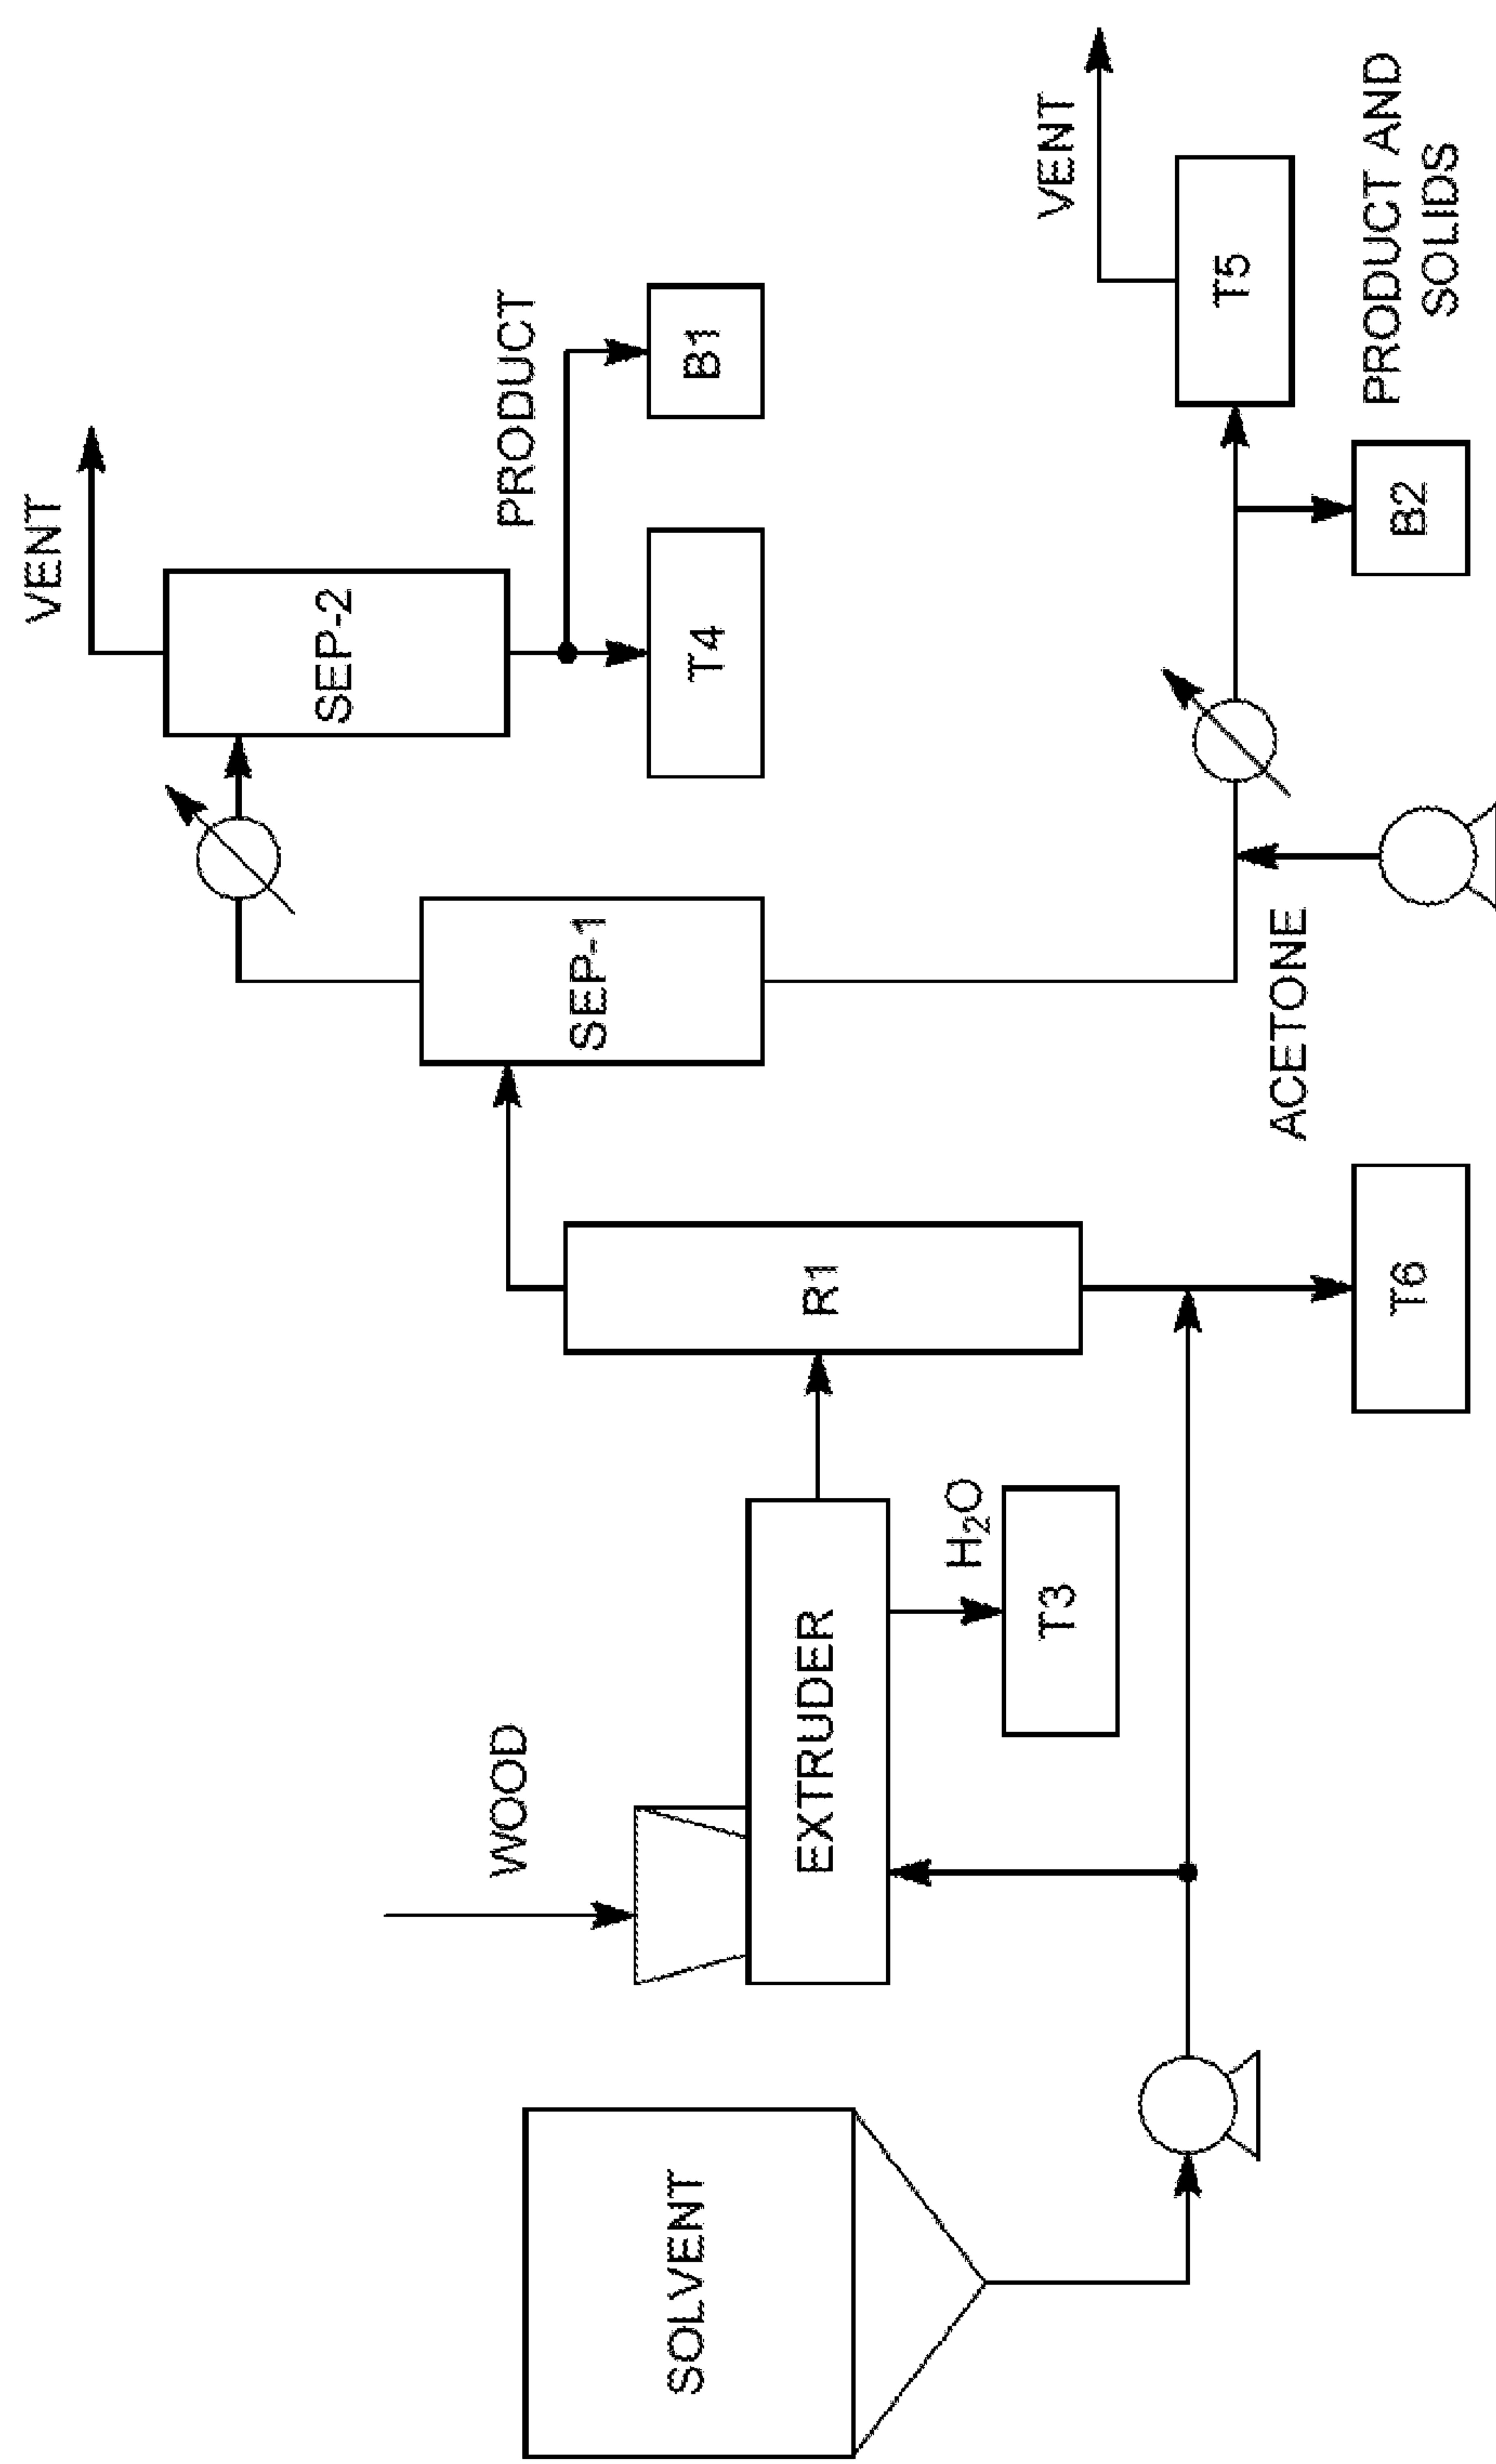 SOLVENT
WOOD
EXTRUDER
H₂O
T3
R1
T6
SEP-1
ACETONE
VENT
SEP-2
PRODUCT
T4
B1
B2
VENT
T5
PRODUCT AND
SOLIDS